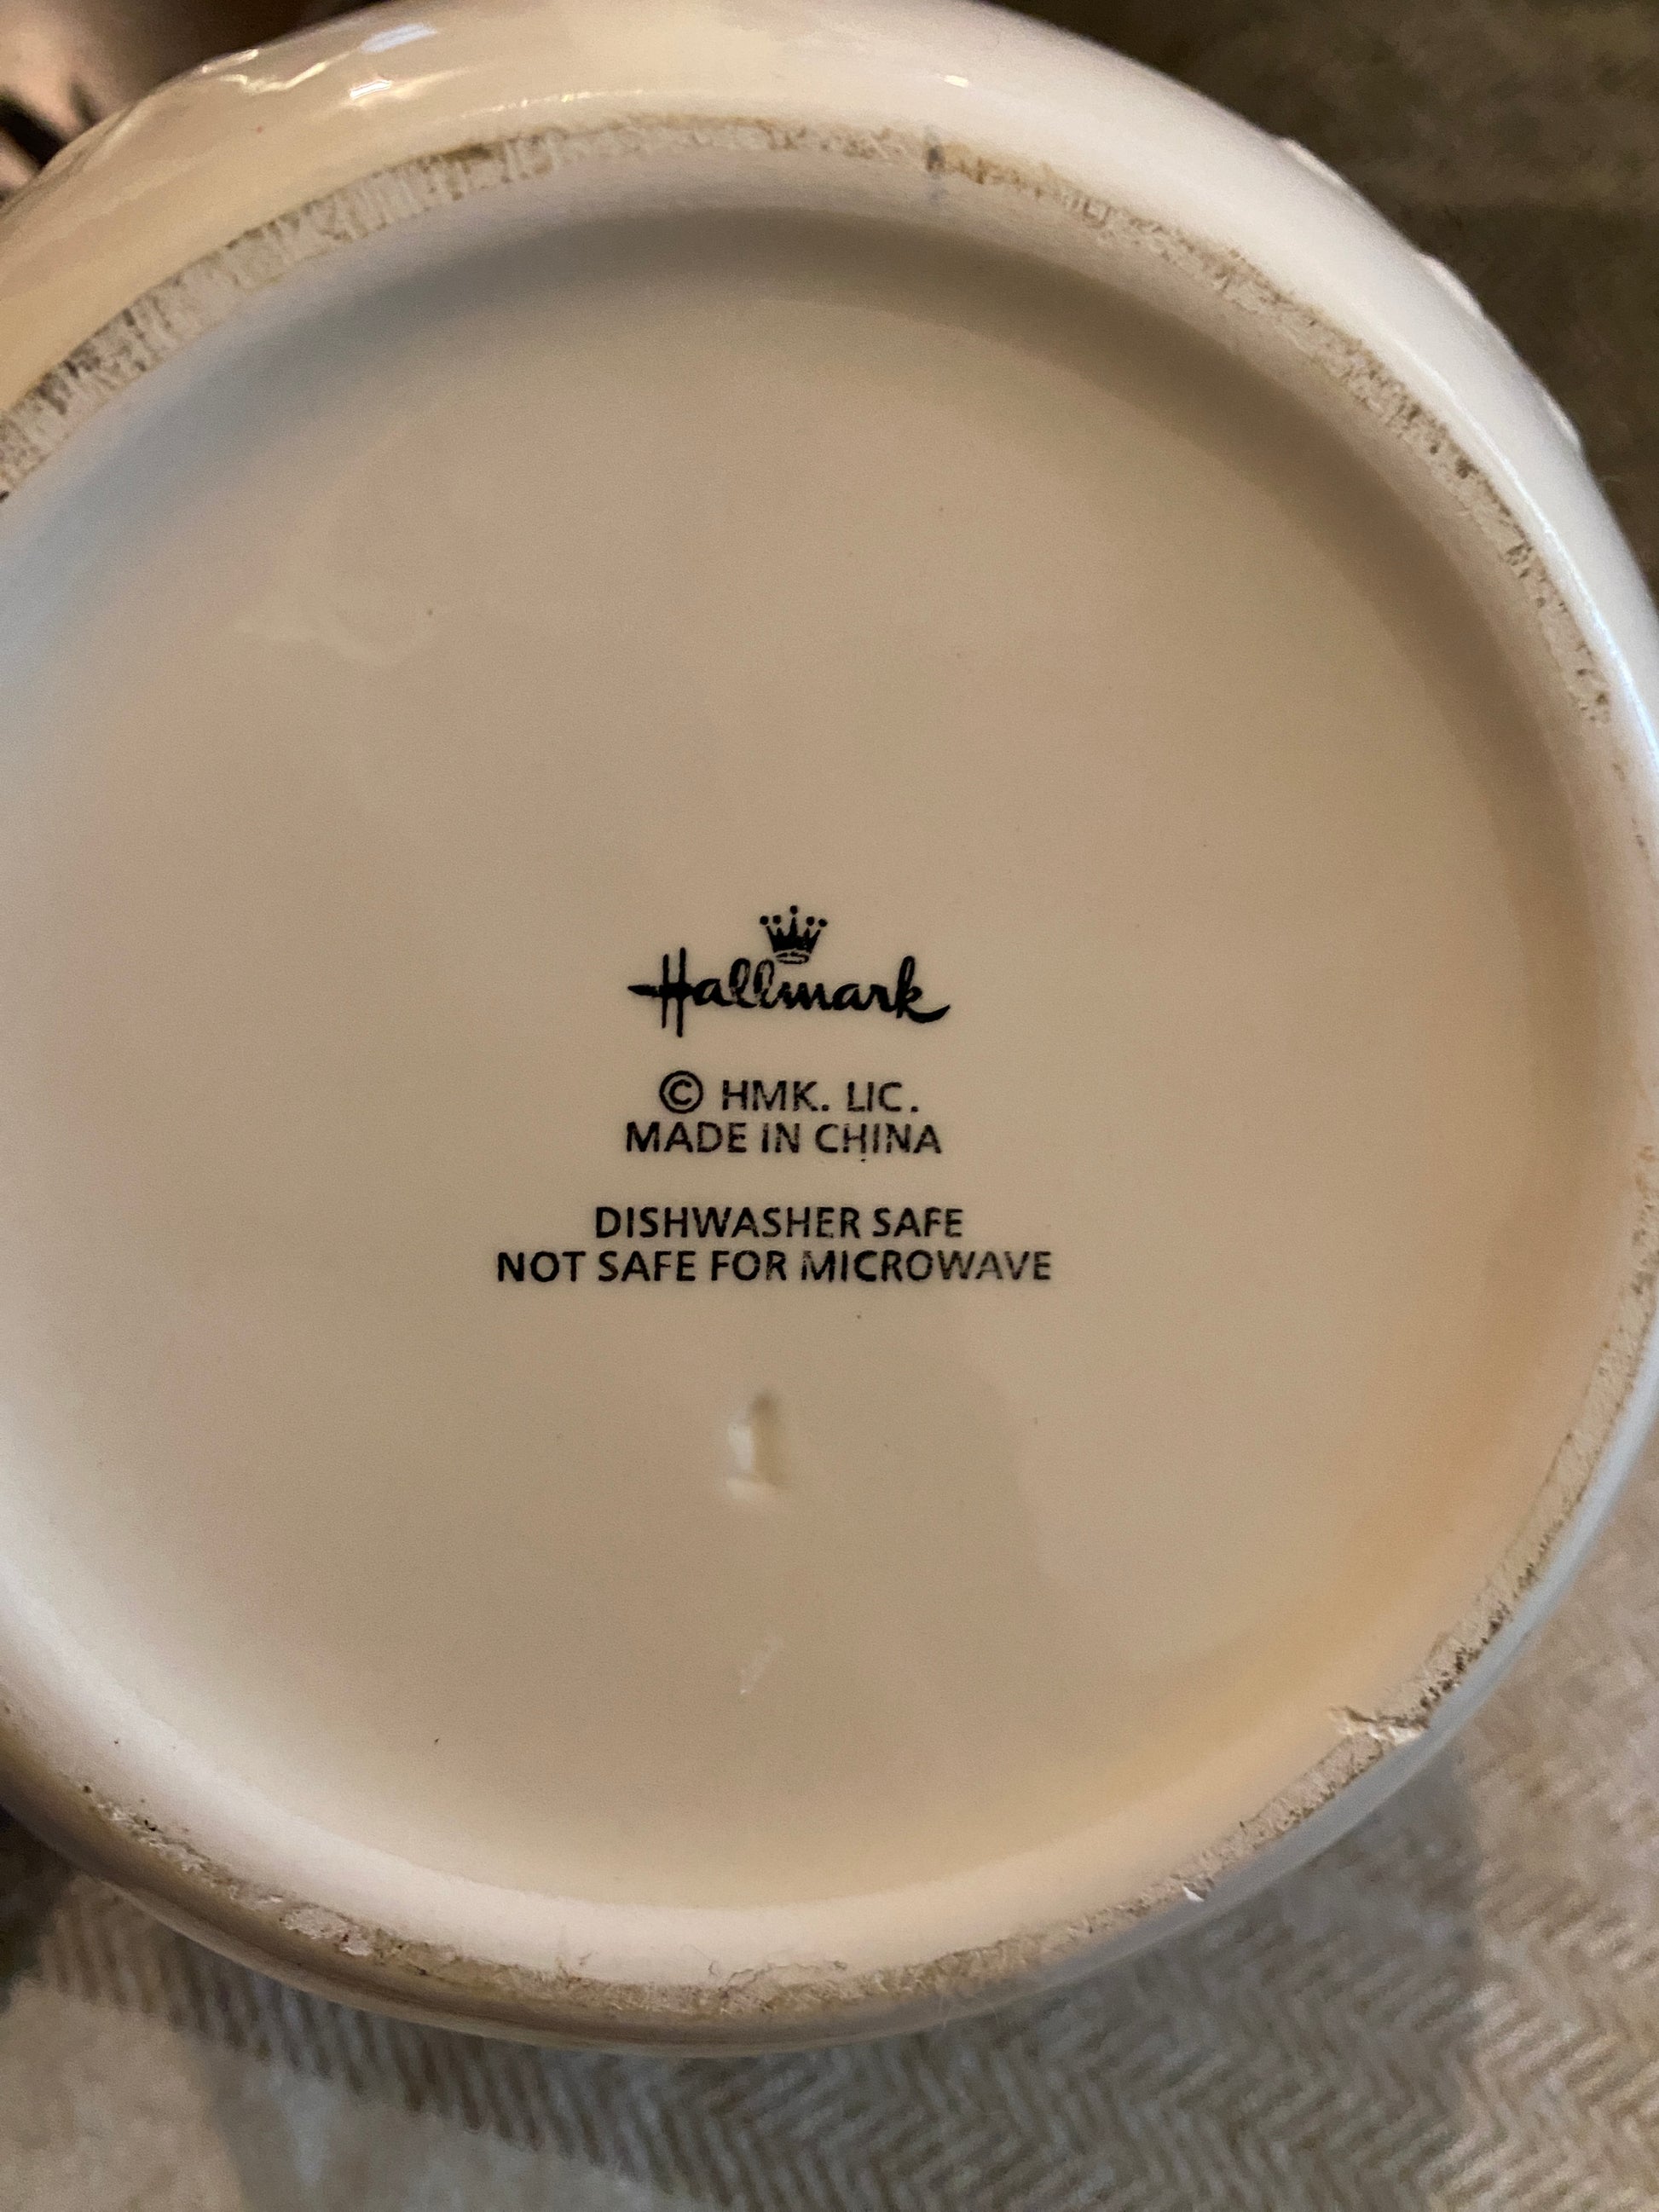 Hallmark
© HMK. LIC.
MADE IN CHINA
DISHWASHER SAFE
NOT SAFE FOR MICROWAVE